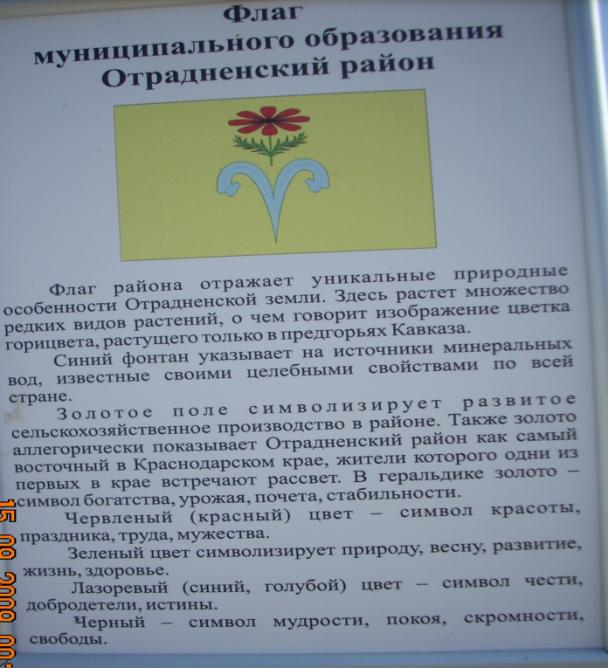 Флаг
муниципального образования
Отрадненский район
Флаг района отражает уникальные природные
особенности Отрадненской земли. Здесь растет множество
редких видов растений, о чем говорит изображение цветка
горицвета, растущего только в предгорьях Кавказа.
Синий фонтан указывает на источники минеральных
вод, известные своими целебными свойствами по всей
стране.
Золотое поле символизирует развитое
сельскохозяйственное производство в районе. Также золото
аллегорически показывает Отрадненский район как самый
восточный в Краснодарском крае, жители которого одни из
первых в крае встречают рассвет. В геральдике золото –
символ богатства, урожая, почета, стабильности.
Червленый (красный) цвет – символ красоты,
праздника, труда, мужества.
Зеленый цвет символизирует природу, весну, развитие,
жизнь, здоровье.
Лазоревый (синий, голубой) цвет – символ чести,
добродетели, истины.
Черный – символ мудрости, покоя, скромности,
свободы.
15 09 2009